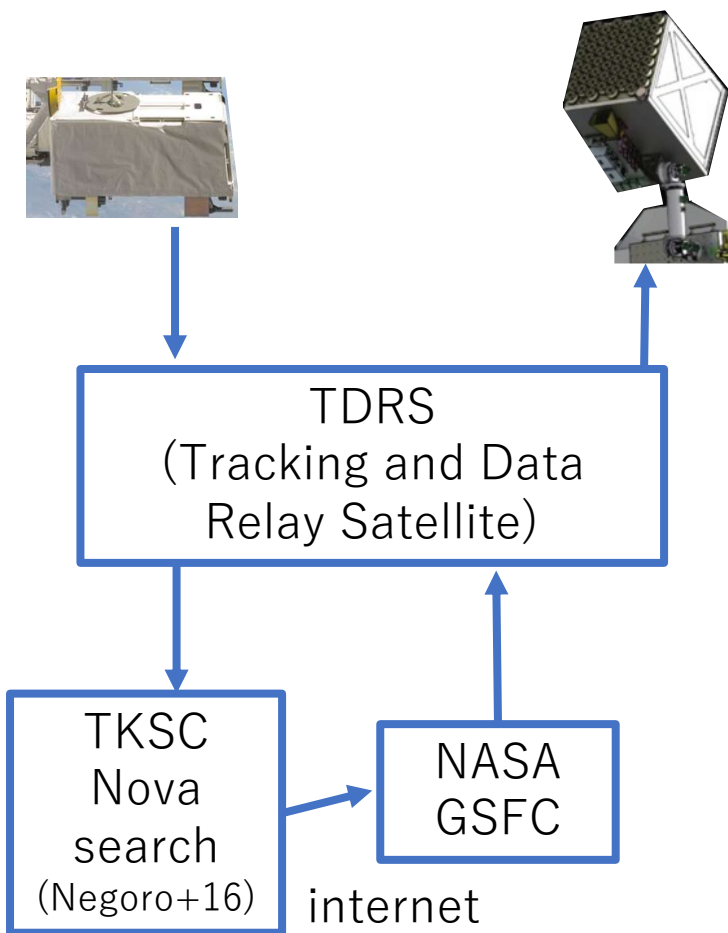 TDRS
(Tracking and Data
Relay Satellite)
TKSC
Nova
search
(Negoro+16)
NASA
GSFC
internet